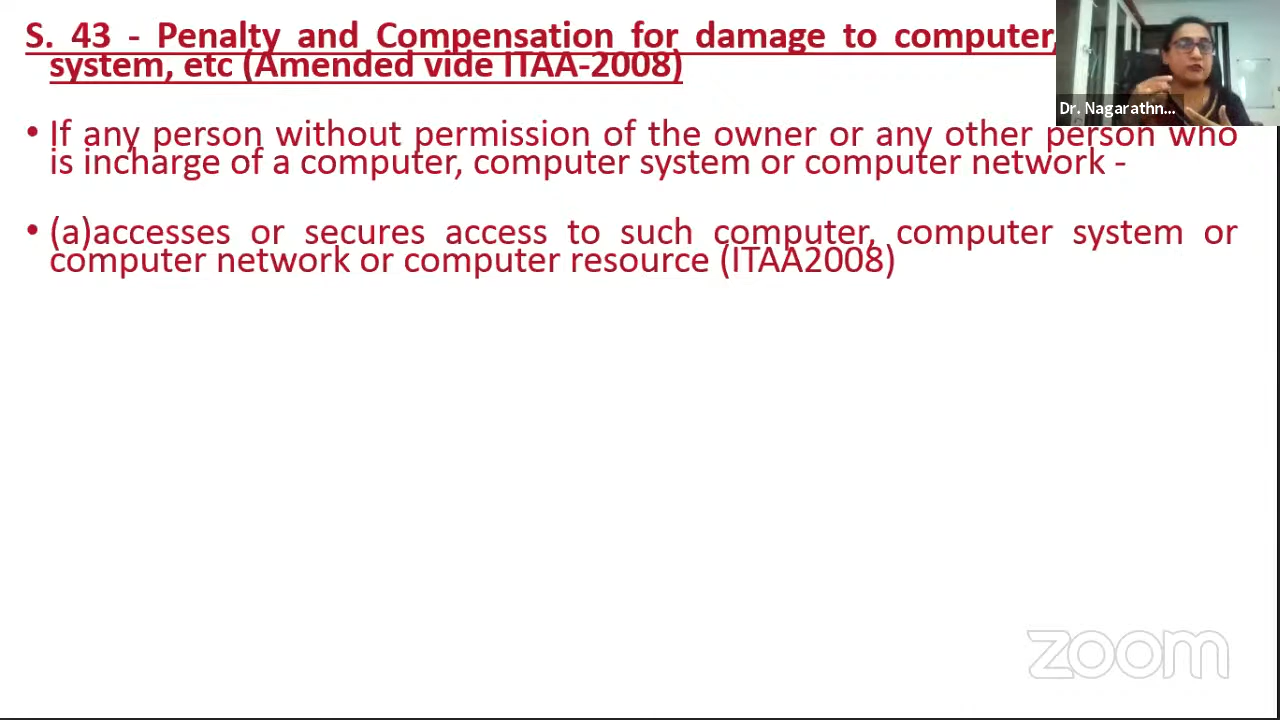 S. 43 - Penalty and Compensation for damage to computer,
system, etc (Amended vide ITAA-2008)
Dr. Nagarathn...
• If any person without permission of the owner or any other person who
is incharge of a computer, computer system or computer network -
• (a)accesses or secures access to such computer, computer system or
computer network or computer resource (ITAA2008)
zoom